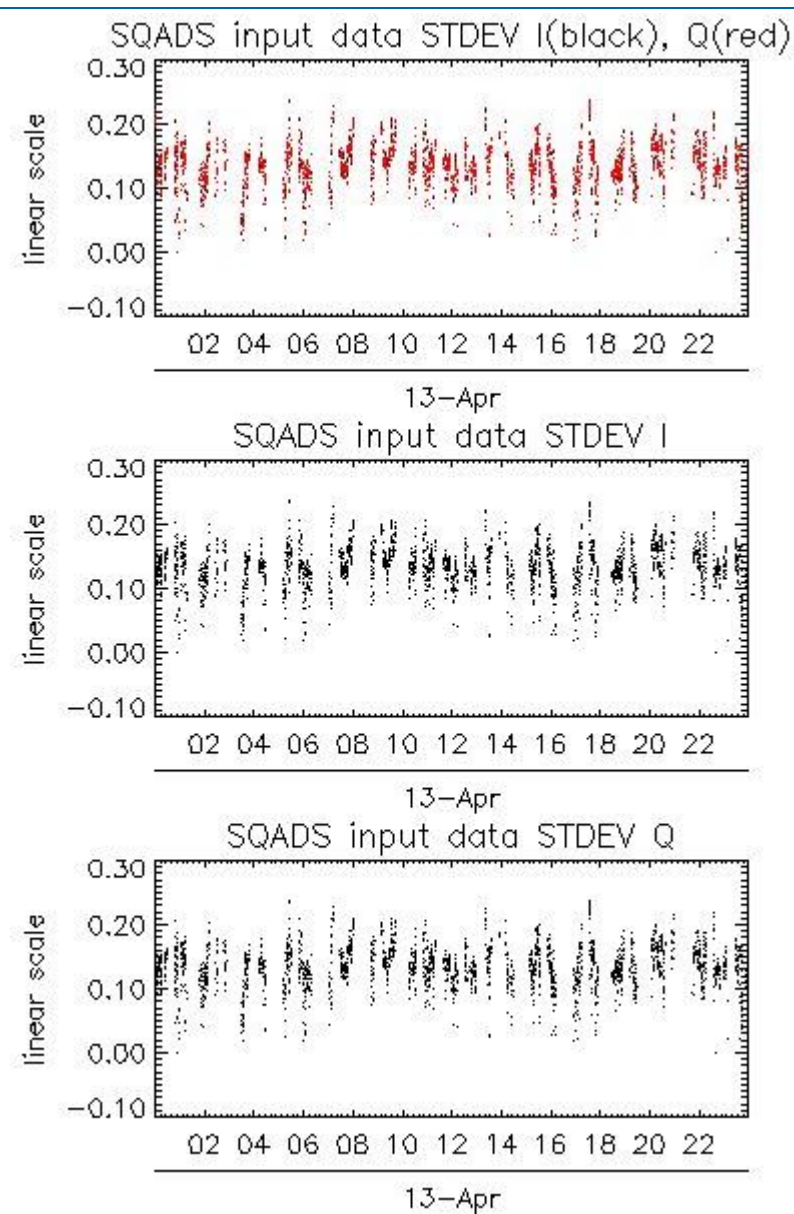 SQADS input data STDEV I(black), Q(red)
0.30
0.20
0.10
0.00
-0.10
linear scale
02 04 06 08 10 12 14 16 18 20 22
13-Apr
SQADS input data STDEV I
0.30
0.20
0.10
0.00
-0.10
linear scale
02 04 06 08 10 12 14 16 18 20 22
13-Apr
SQADS input data STDEV Q
0.30
0.20
0.10
0.00
-0.10
linear scale
02 04 06 08 10 12 14 16 18 20 22
13-Apr